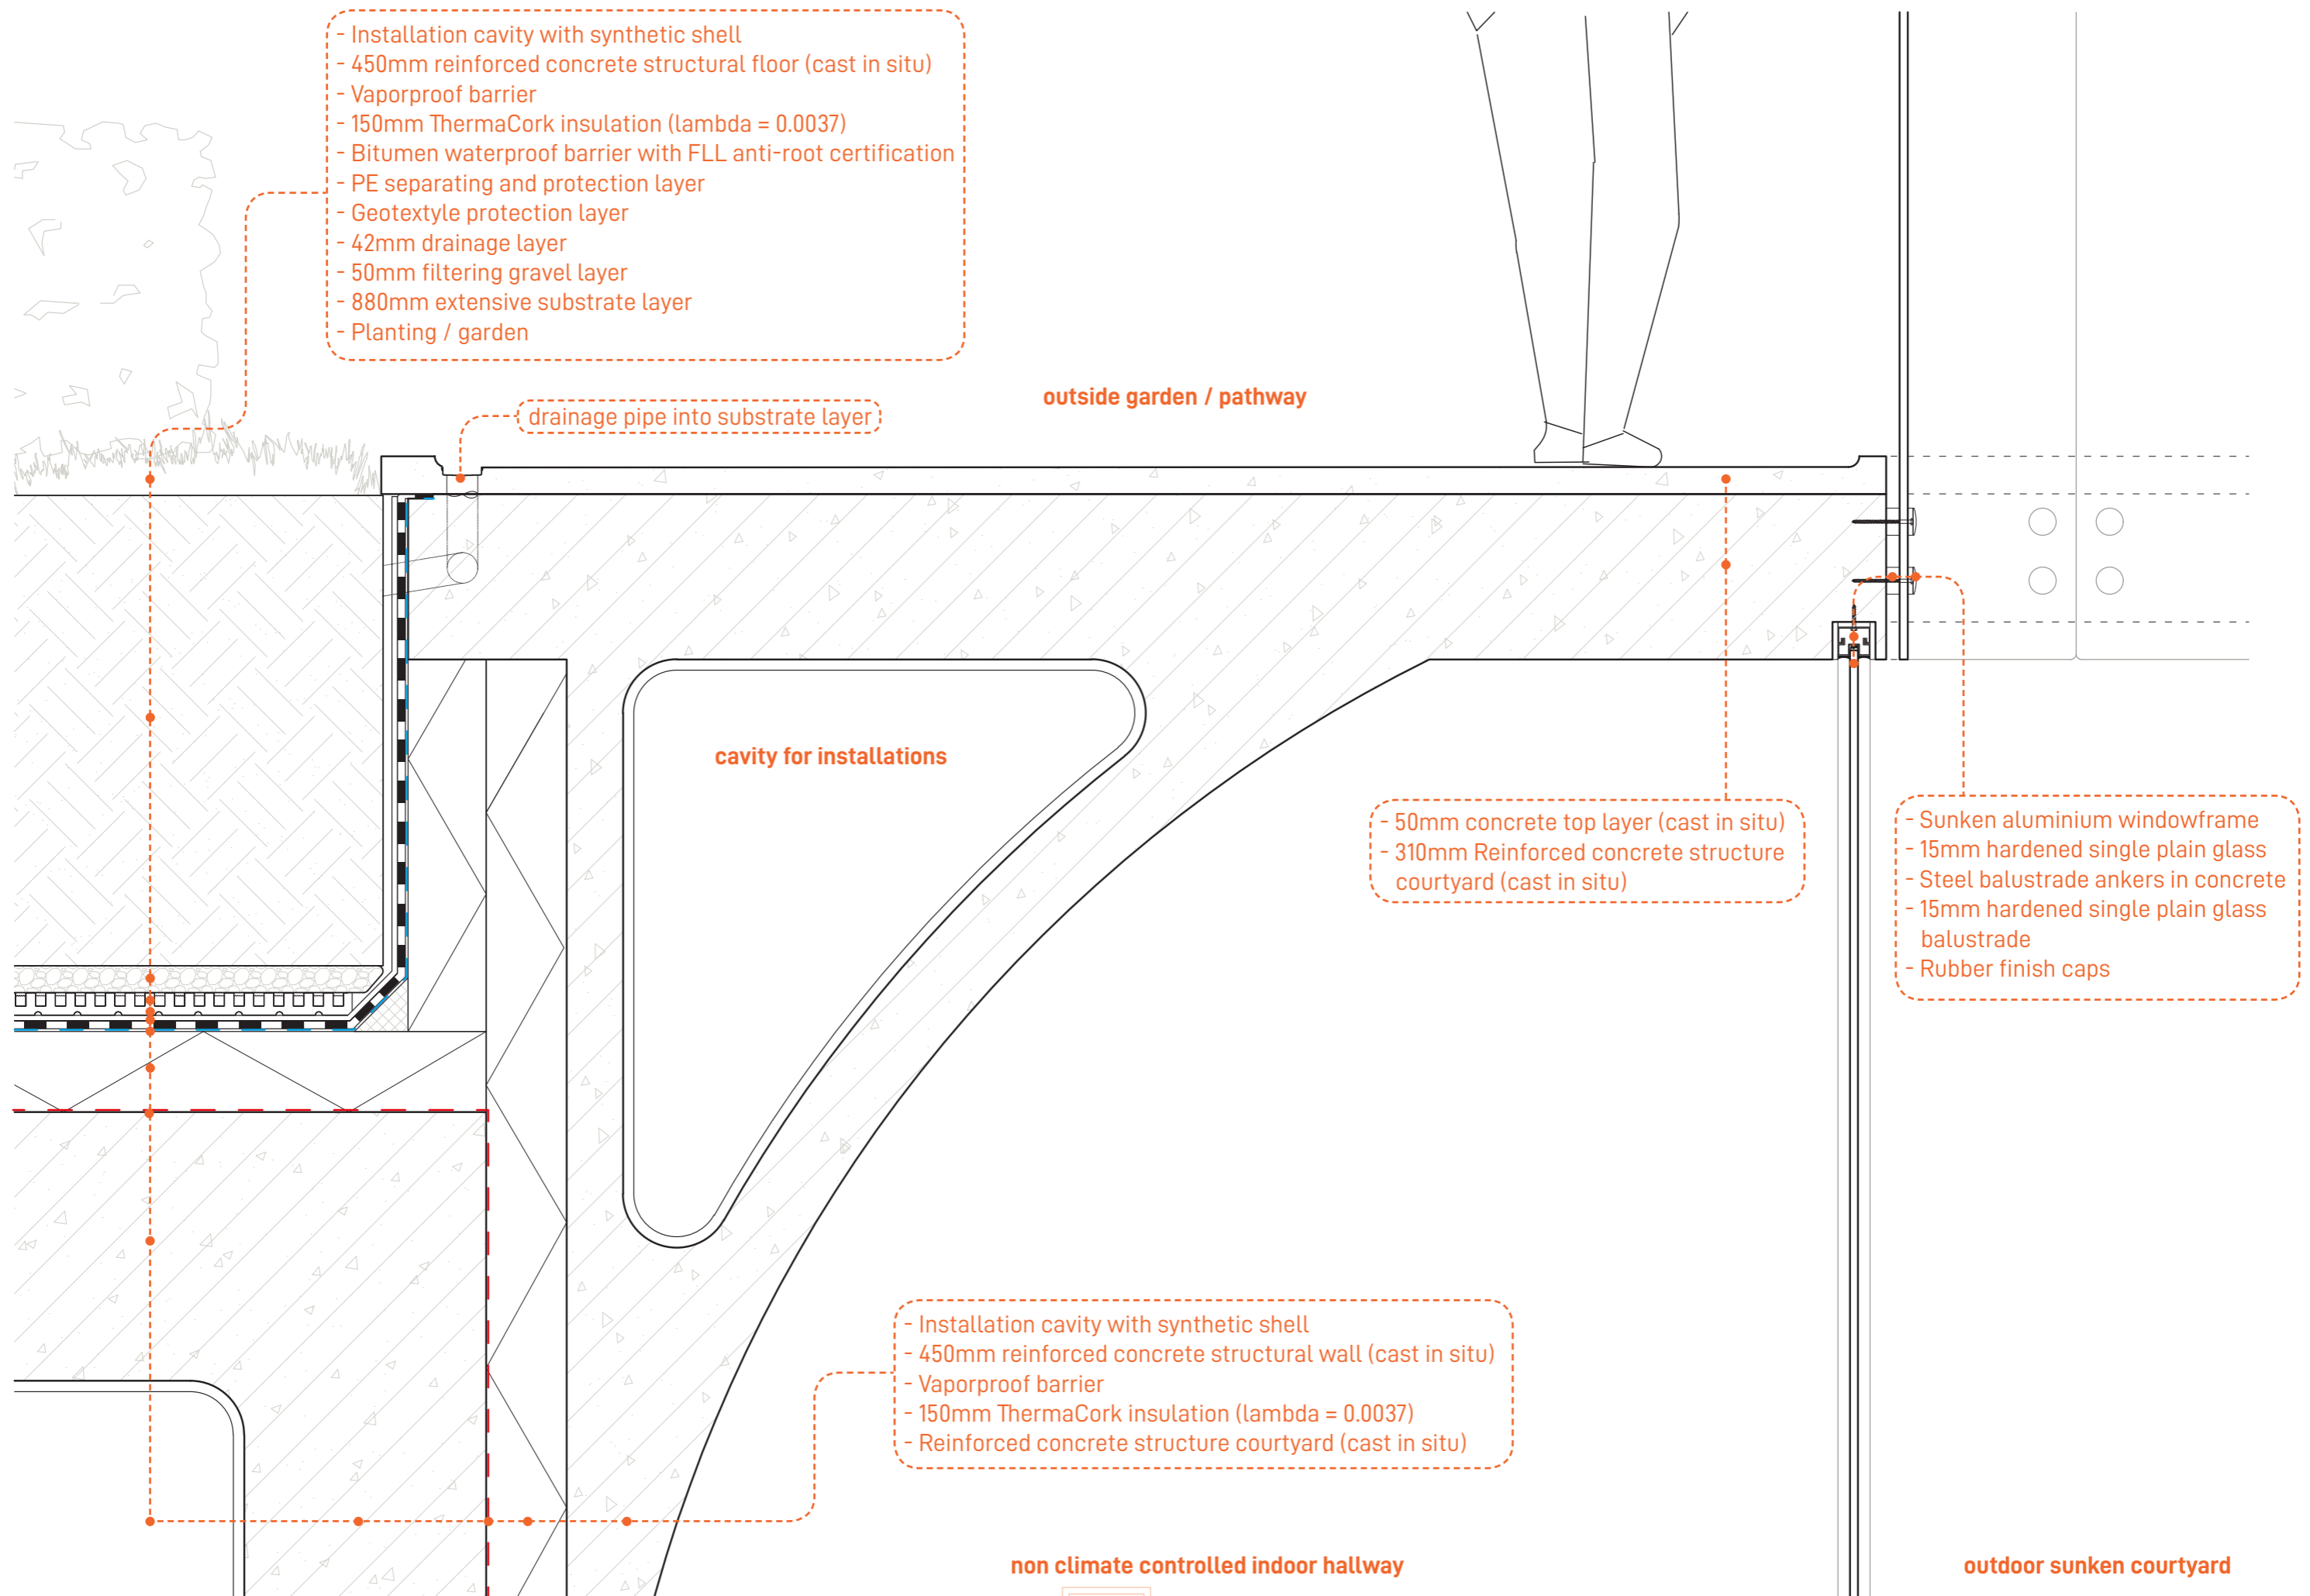 - Installation cavity with synthetic shell
- 450mm reinforced concrete structural floor (cast in situ)
- Vaporproof barrier
- 150mm ThermaCork insulation (lambda = 0.0037)
- Bitumen waterproof barrier with FLL anti-root certification
- PE separating and protection layer
- Geotextyle protection layer
- 42mm drainage layer
- 50mm filtering gravel layer
- 880mm extensive substrate layer
- Planting / garden
outside garden / pathway
drainage pipe into substrate layer
cavity for installations
- 50mm concrete top layer (cast in situ)
- 310mm Reinforced concrete structure
courtyard (cast in situ)
- Sunken aluminium windowframe
- 15mm hardened single plain glass
- Steel balustrade ankers in concrete
- 15mm hardened single plain glass
balustrade
- Rubber finish caps
- Installation cavity with synthetic shell
- 450mm reinforced concrete structural wall (cast in situ)
- Vaporproof barrier
- 150mm ThermaCork insulation (lambda = 0.0037)
- Reinforced concrete structure courtyard (cast in situ)
non climate controlled indoor hallway
outdoor sunken courtyard